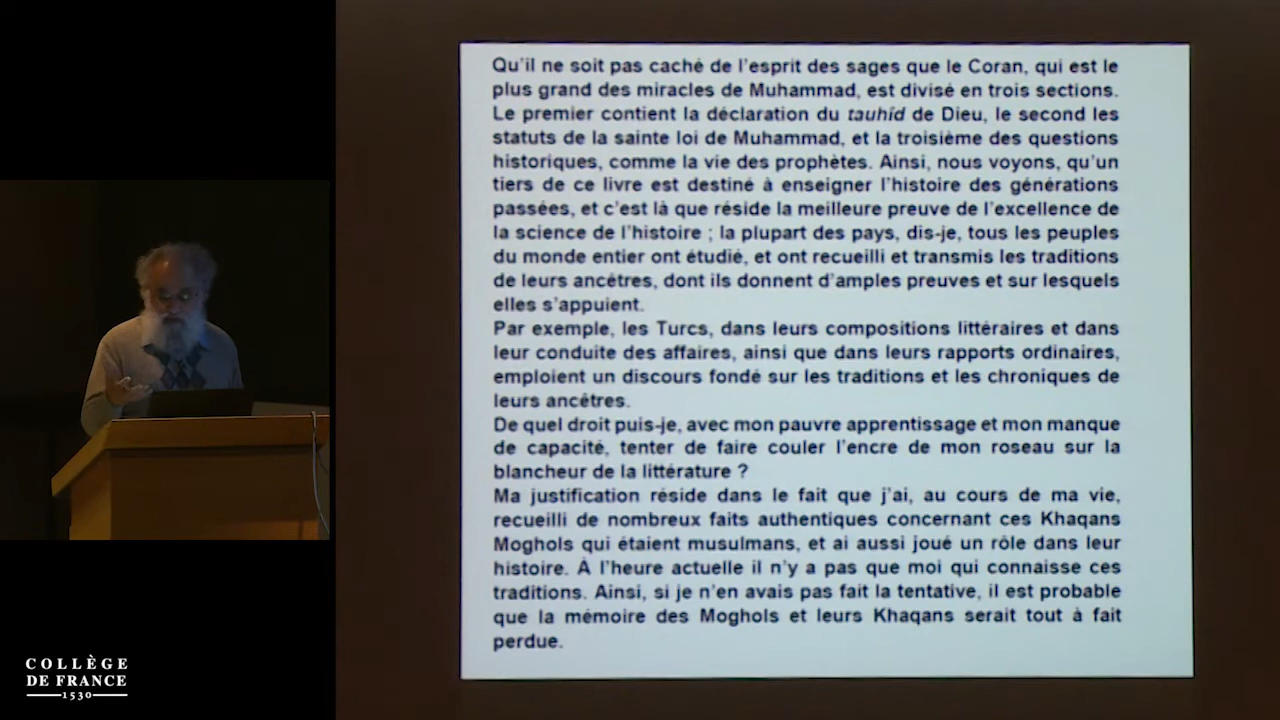 Qu'il ne soit pas caché de l'esprit des sages que le Coran, qui est le
plus grand des miracles de Muhammad, est divisé en trois sections.
Le premier contient la déclaration du tauhíd de Dieu, le second les
statuts de la sainte loi de Muhammad, et la troisième des questions
historiques, comme la vie des prophètes. Ainsi, nous voyons, qu'un
tiers de ce livre est destiné à enseigner l'histoire des générations
passées, et c'est là que réside la meilleure preuve de l'excellence de
la science de l'histoire ; la plupart des pays, dis-je, tous les peuples
du monde entier ont étudié, et ont recueilli et transmis les traditions
de leurs ancêtres, dont ils donnent d'amples preuves et sur lesquels
elles s'appuient.
Par exemple, les Turcs, dans leurs compositions littéraires et dans
leur conduite des affaires, ainsi que dans leurs rapports ordinaires,
emploient un discours fondé sur les traditions et les chroniques de
leurs ancêtres.
De quel droit puis-je, avec mon pauvre apprentissage et mon manque
de capacité, tenter de faire couler l'encre de mon roseau sur la
blancheur de la littérature ?
Ma justification réside dans le fait que j'ai, au cours de ma vie,
recueilli de nombreux faits authentiques concernant ces Khaqans
Moghols qui étaient musulmans, et ai aussi joué un rôle dans leur
histoire. À l'heure actuelle il n'y a pas que moi qui connaisse ces
traditions. Ainsi, si je n'en avais pas fait la tentative, il est probable
que la mémoire des Moghols et leurs Khaqans serait tout à fait
perdue.
COLLÈGE
DE FRANCE
1530